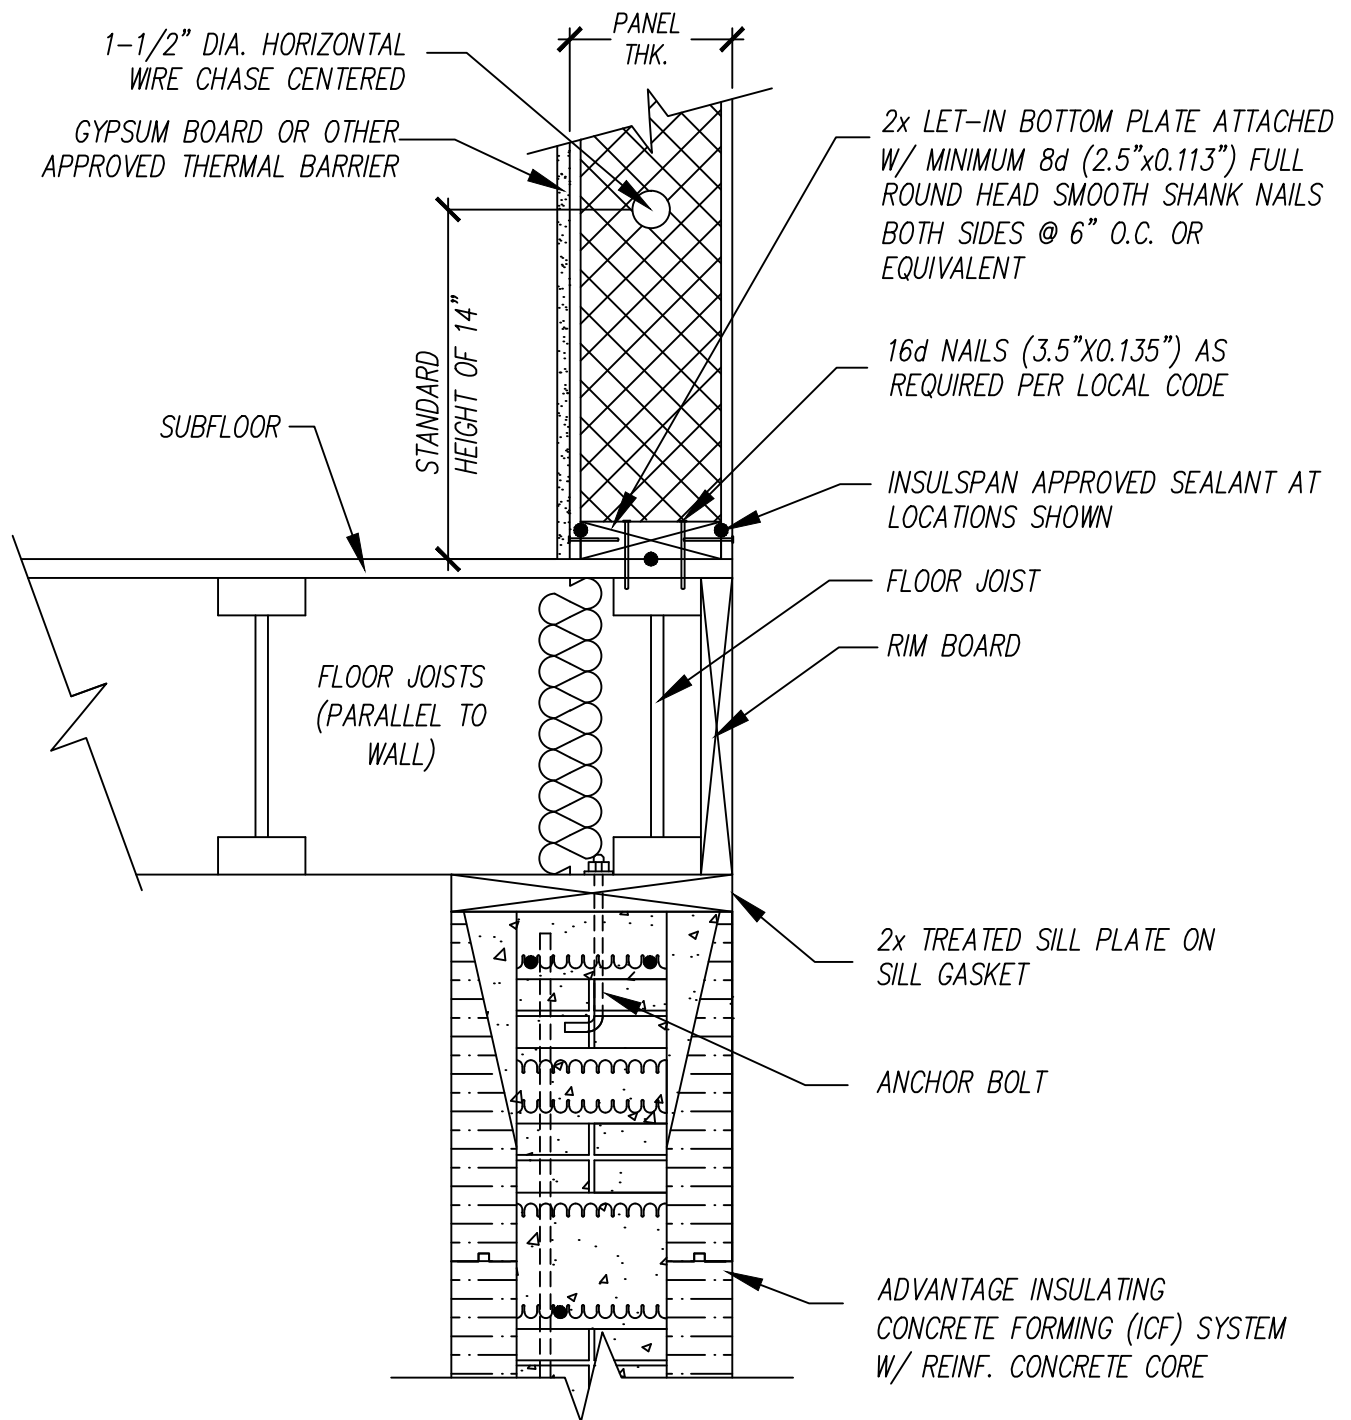 PANEL
THK.
1-1/2" DIA. HORIZONTAL
WIRE CHASE CENTERED
GYPSUM BOARD OR OTHER
APPROVED THERMAL BARRIER
2x LET-IN BOTTOM PLATE ATTACHED
W/ MINIMUM 8d (2.5"x0.113") FULL
ROUND HEAD SMOOTH SHANK NAILS
BOTH SIDES @ 6" O.C. OR
EQUIVALENT
STANDARD
HEIGHT OF 14"
16d NAILS (3.5"X0.135") AS
REQUIRED PER LOCAL CODE
SUBFLOOR
INSULSPAN APPROVED SEALANT AT
LOCATIONS SHOWN
FLOOR JOIST
RIM BOARD
FLOOR JOISTS
(PARALLEL TO
WALL)
2x TREATED SILL PLATE ON
SILL GASKET
ANCHOR BOLT
ADVANTAGE INSULATING
CONCRETE FORMING (ICF) SYSTEM
W/ REINF. CONCRETE CORE